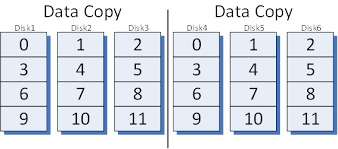 Data Copy Data Copy
Disk1 Disk2 Disk3 Disk4 Disk5 Disk6
0 1 2 0 1 2
3 4 5 3 4 5
6 7 8 6 7 8
9 10 11 9 10 11